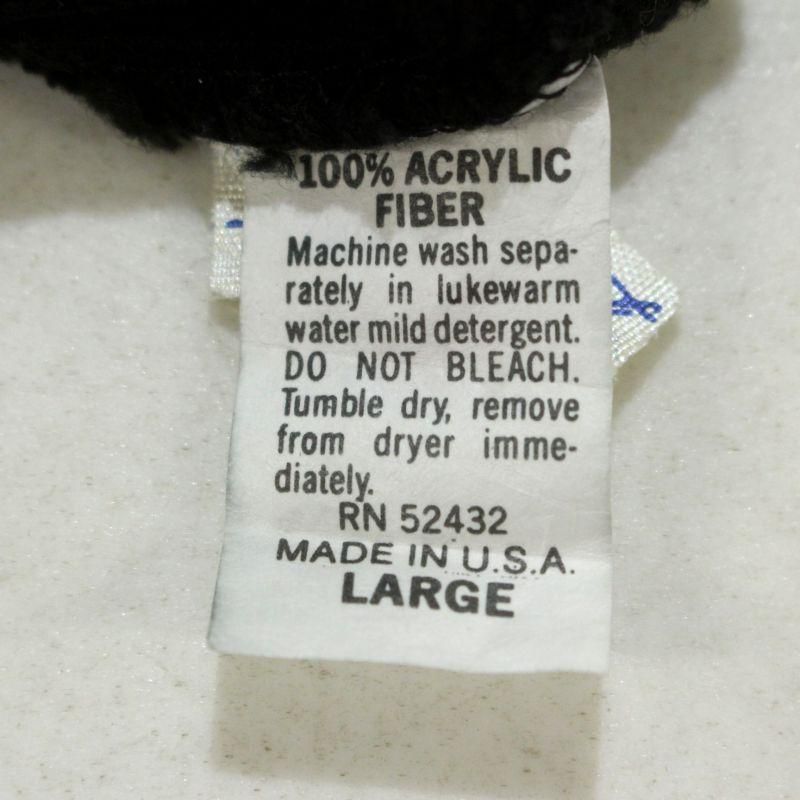 100% ACRYLIC
FIBER
Machine wash sepa-
rately in lukewarm
water mild detergent.
DO NOT BLEACH.
Tumble dry, remove
from dryer imme-
diately.
RN 52432
MADE IN U.S.A.
LARGE